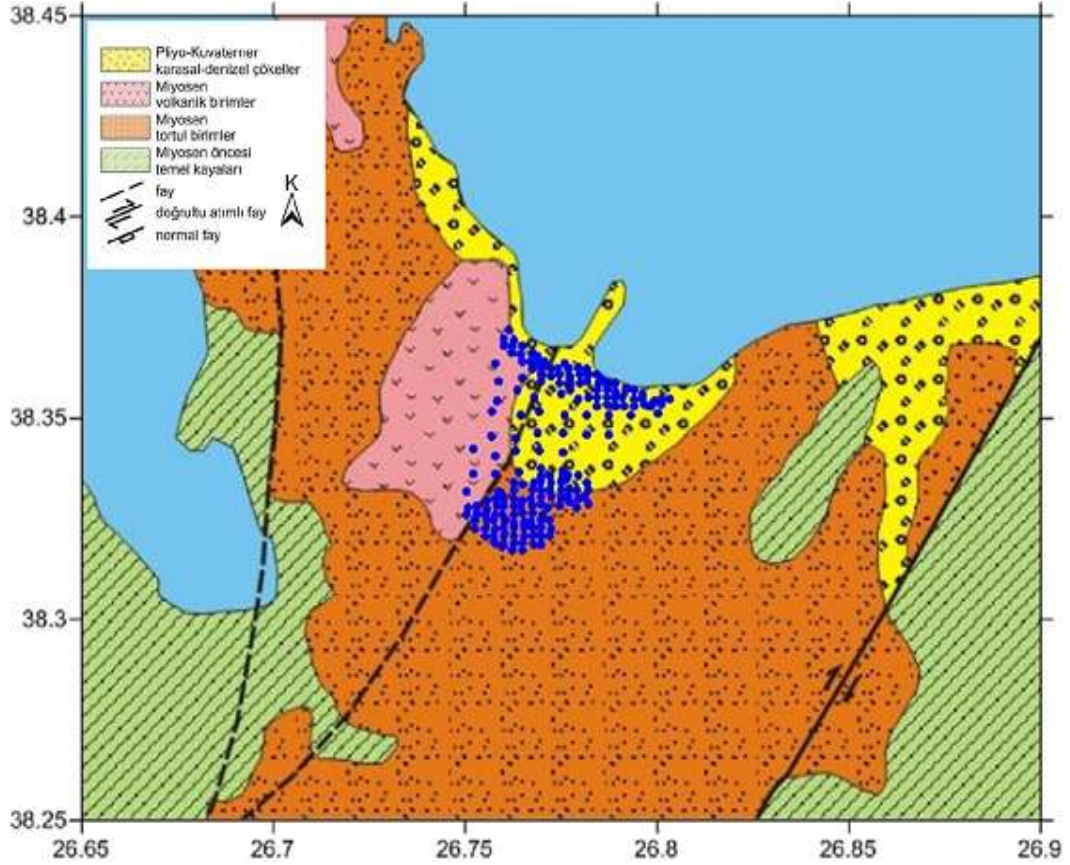 38.45
Pliyo-Kuvaterner
karasal-denizel çökeller
Miyosen
volkanik birimler
Miyosen
tortul birimler
Miyosen öncesi
temel kayaları
fay
doğrultu atımlı fay
normal fay
K
38.4
38.35
38.3
38.25
26.65 26.7 26.75 26.8 26.85 26.9